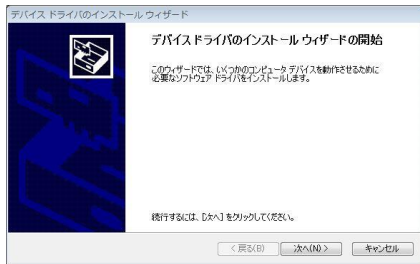 デバイス ドライバのインストール ウィザード
デバイス ドライバのインストール ウィザードの開始
このウィザードでは、いくつかのコンピュータ デバイスを動作させるために
必要なソフトウェア ドライバをインストールします。
続行するには、[次へ] をクリックしてください。
< 戻る(B)
次へ(N) >
キャンセル